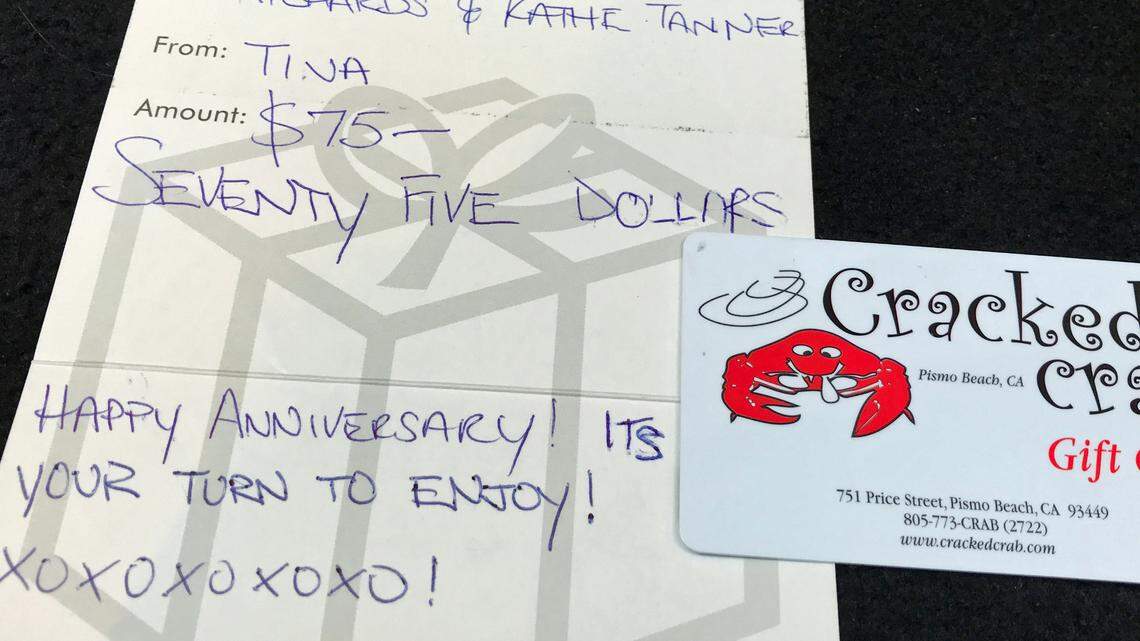 & KATHE TANNER
From: TINA
Amount: $75—
SEVENTY FIVE DOLLARS
HAPPY ANNIVERSARY! ITS
YOUR TURN TO ENJOY!
XOXOXOXOXO!
Cracked
Pismo Beach, CA
Gift
751 Price Street, Pismo Beach, CA 93449
805-773-CRAB (2722)
www.crackedcrab.com